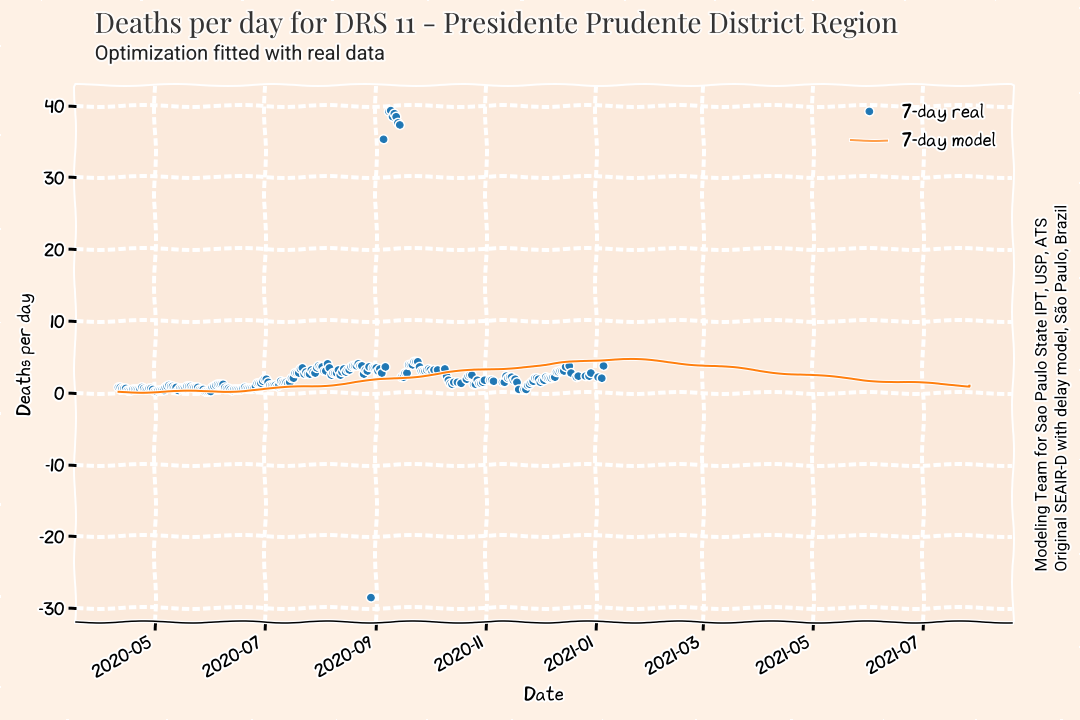 Deaths per day for DRS 11 - Presidente Prudente District Region
Optimization fitted with real data
40
30
20
10
0
-10
-20
-30
Deaths per day
7-day real
7-day model
2020-05
2020-07
2020-09
2020-11
2021-01
2021-03
2021-05
2021-07
Date
Modeling Team for Sao Paulo State IPT, USP, ATS
Original SEAIR-D with delay model, São Paulo, Brazil